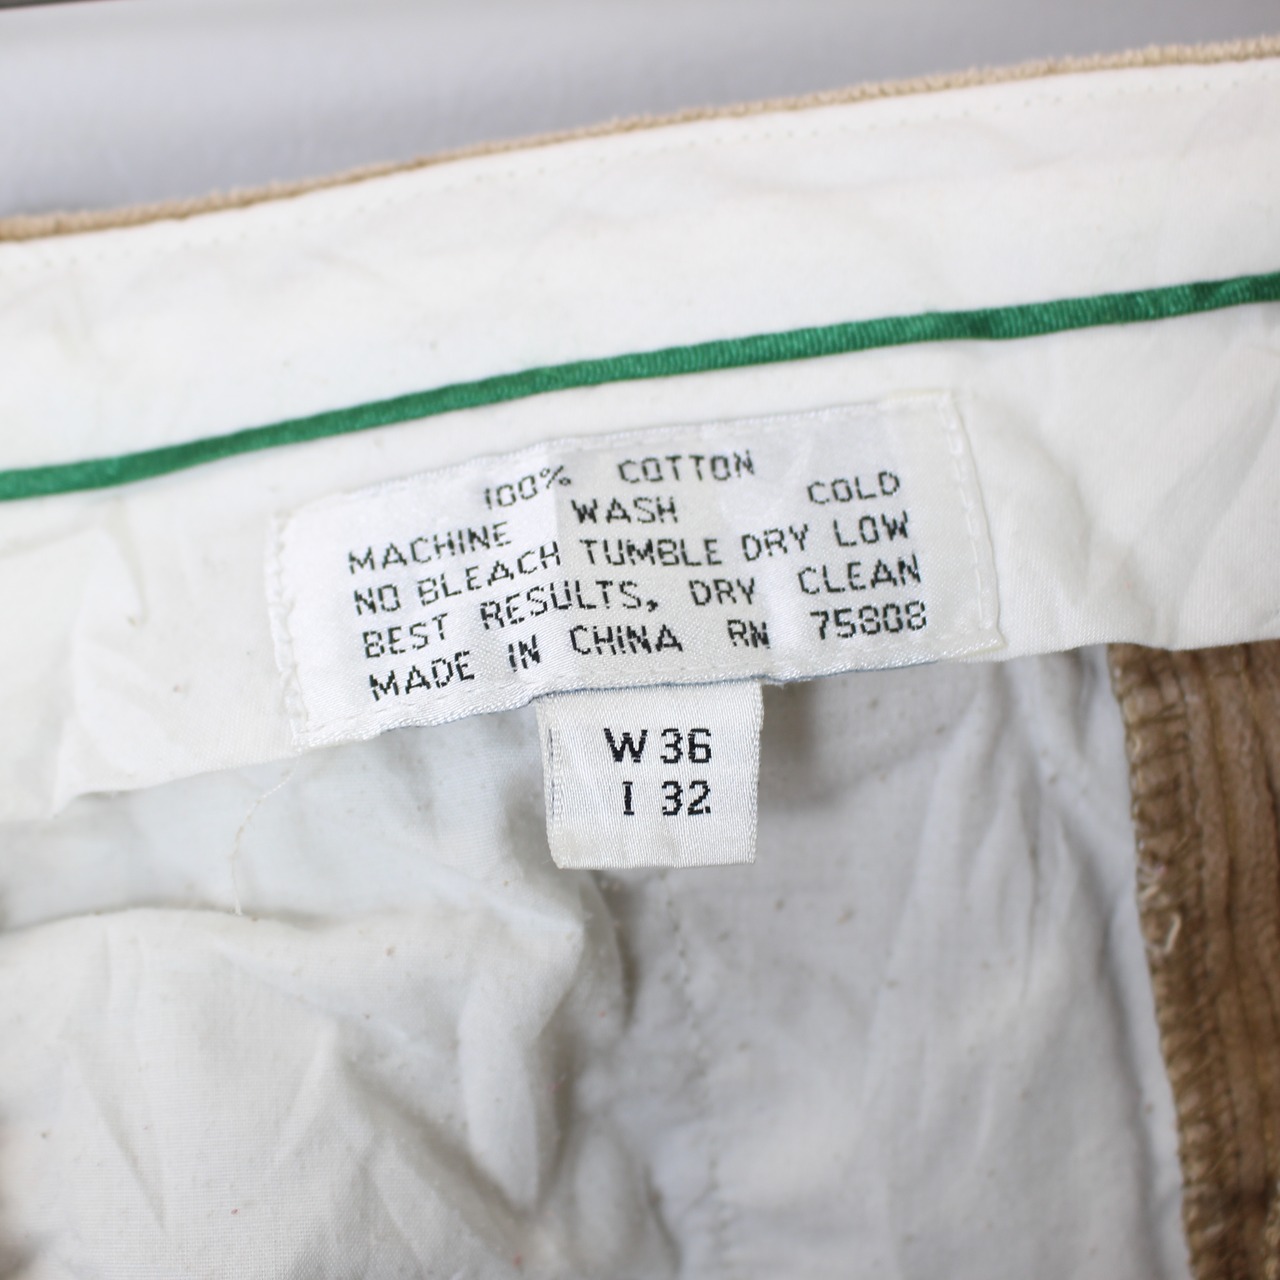 100% COTTON
MACHINE WASH COLD
NO BLEACH TUMBLE DRY LOW
BEST RESULTS, DRY CLEAN
MADE IN CHINA RN 75808
W 36
I 32